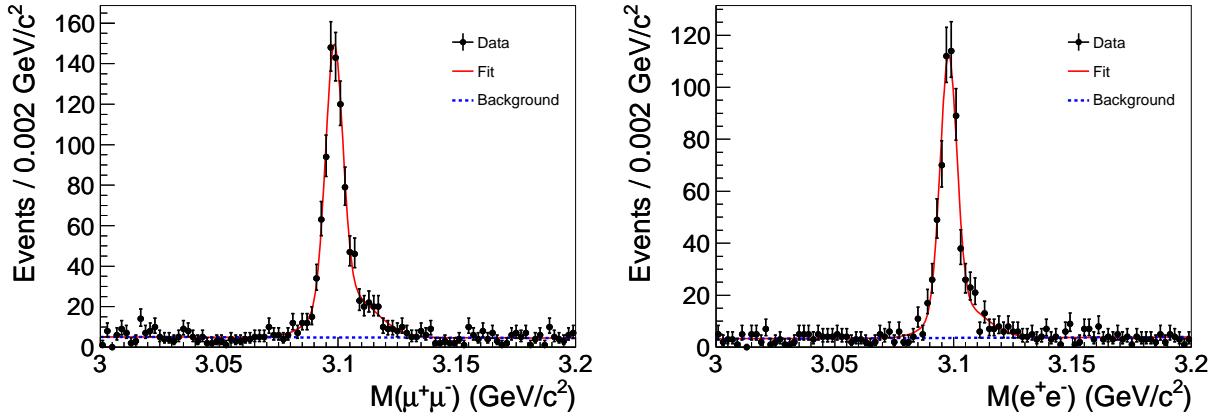 Events / 0.002 GeV/c²
160
140
120
100
80
60
40
20
0
3
3.05
3.1
3.15
3.2
M(μ⁺μ⁻) (GeV/c²)
Data
Fit
Background
Events / 0.002 GeV/c²
120
100
80
60
40
20
0
3
3.05
3.1
3.15
3.2
M(e⁺e⁻) (GeV/c²)
Data
Fit
Background